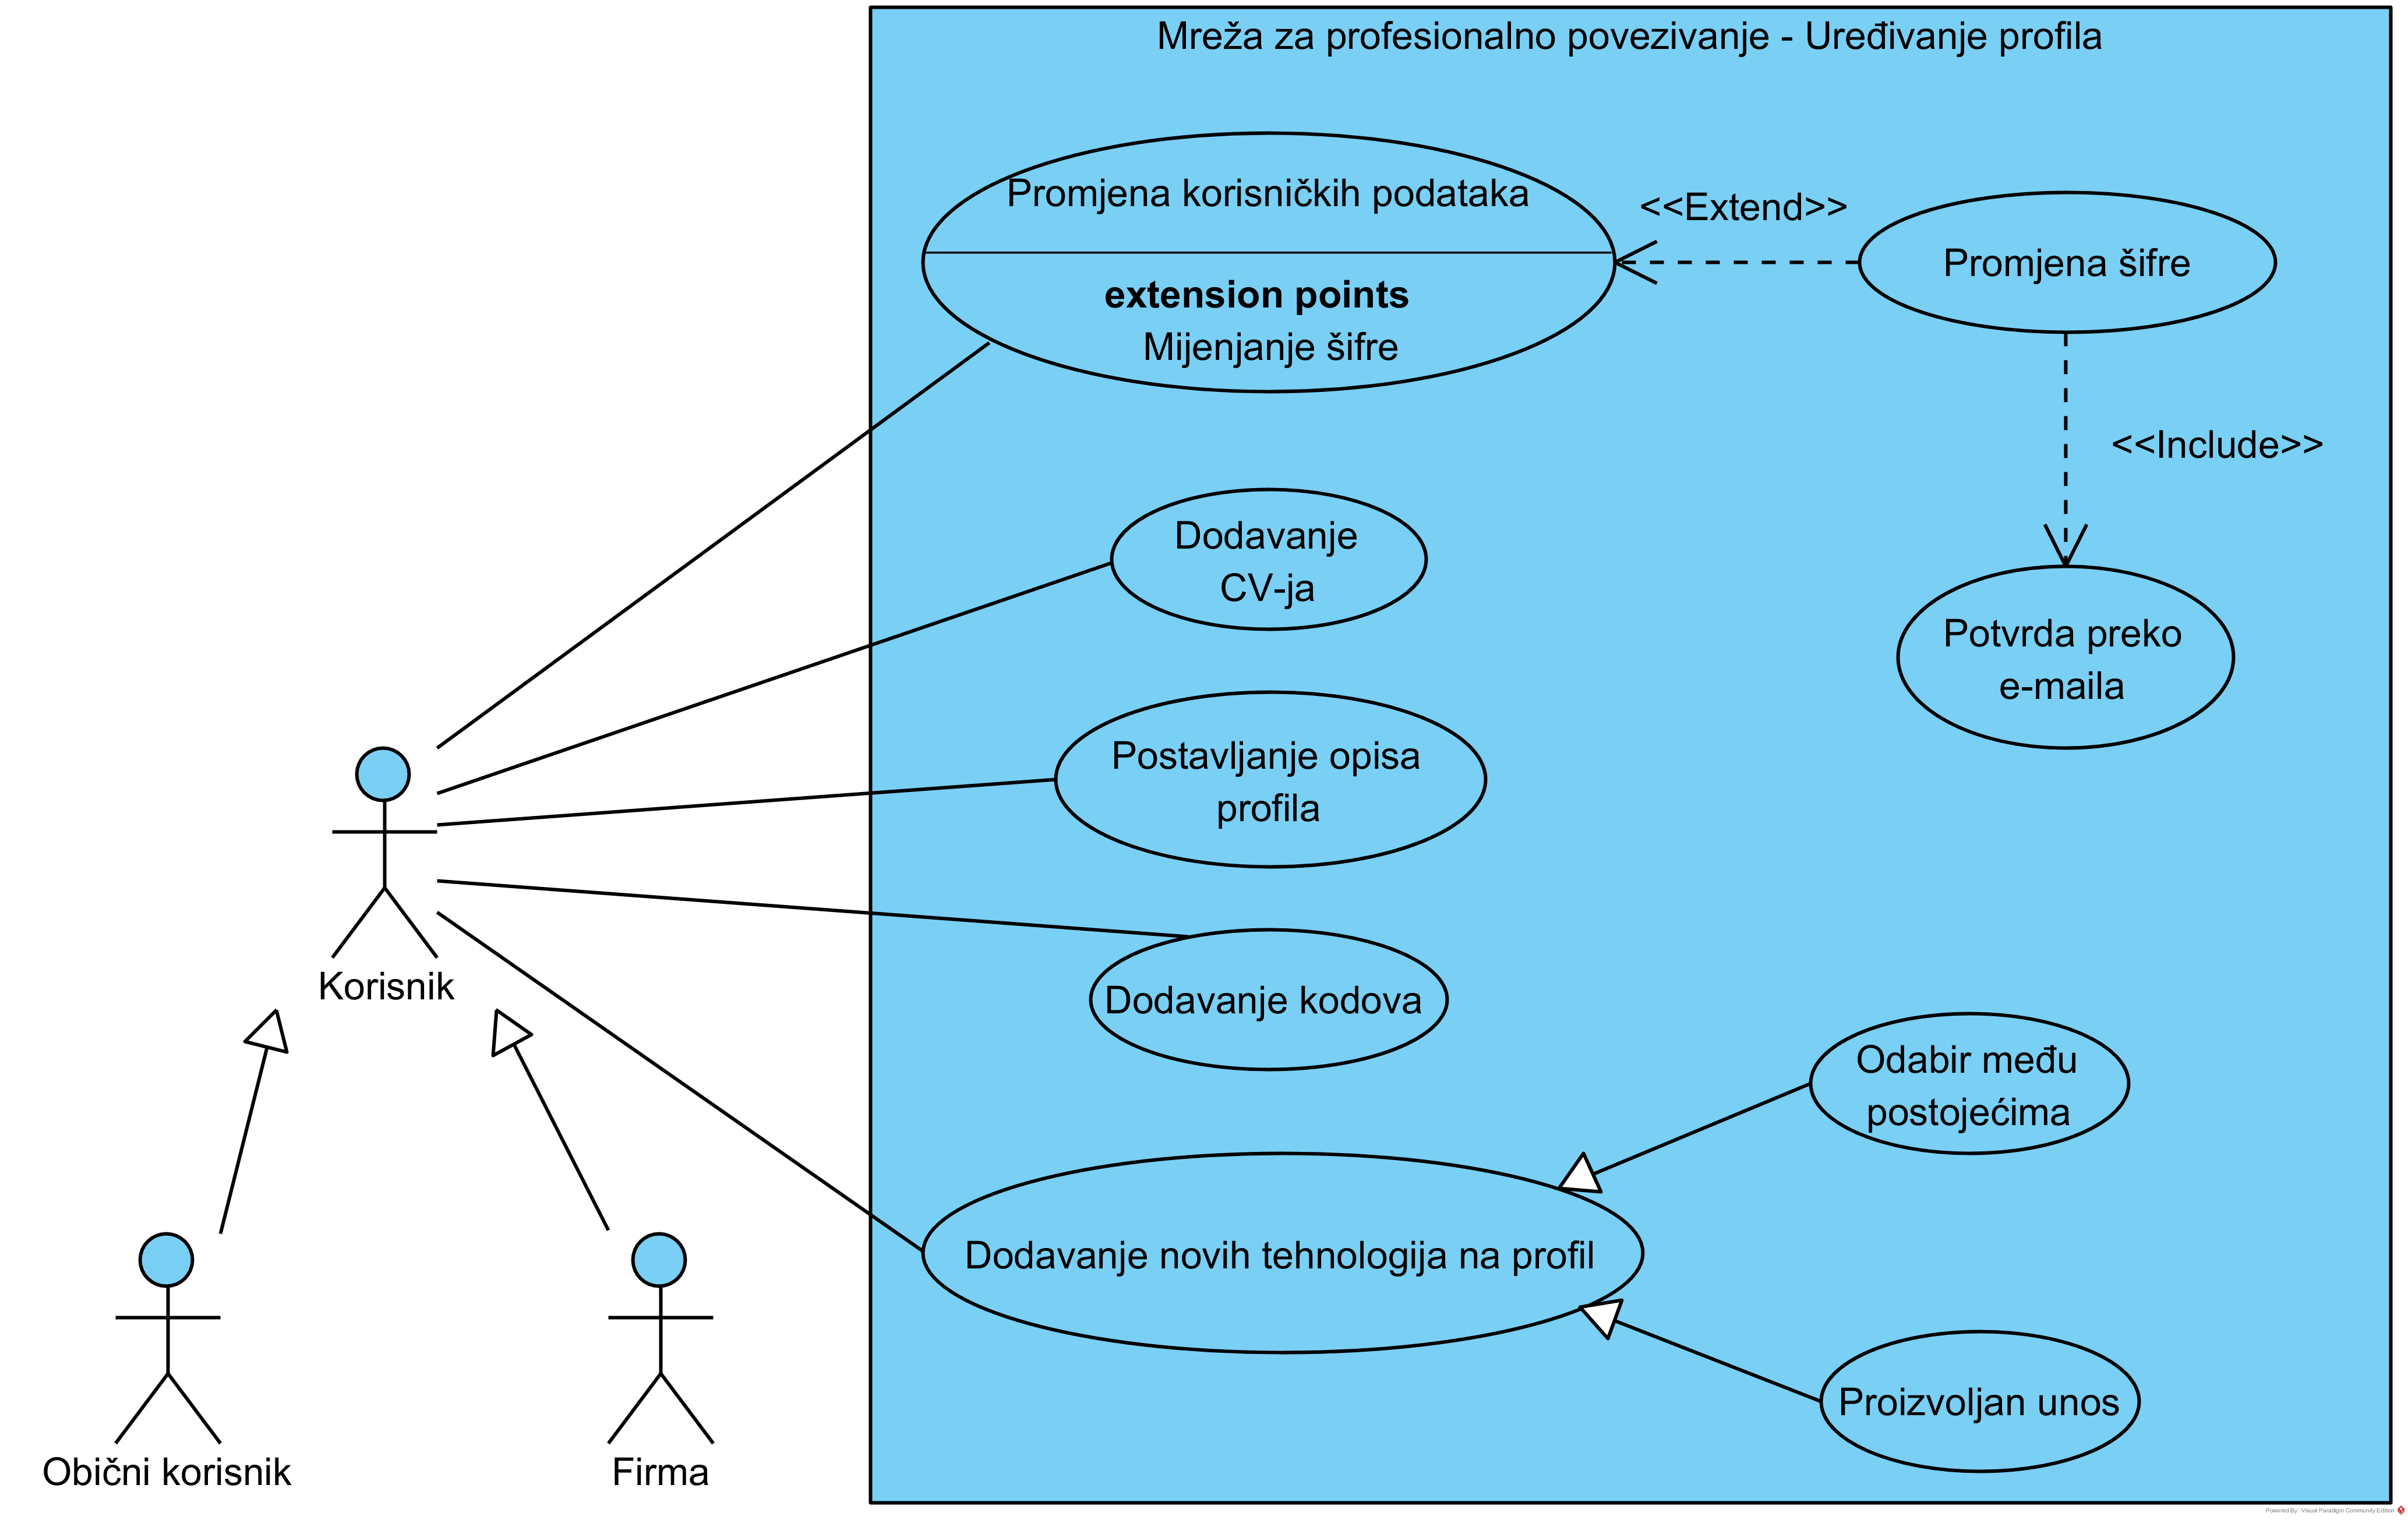 Mreža za profesionalno povezivanje - Uređivanje profila
Promjena korisničkih podataka
extension points
Mijenjanje šifre
<<Extend>>
Promjena šifre
<<Include>>
Dodavanje
CV-ja
Potvrda preko
e-maila
Postavljanje opisa
profila
Korisnik
Dodavanje kodova
Odabir među
postojećima
Dodavanje novih tehnologija na profil
Proizvoljan unos
Obični korisnik
Firma
Powered By Visual Paradigm Community Edition